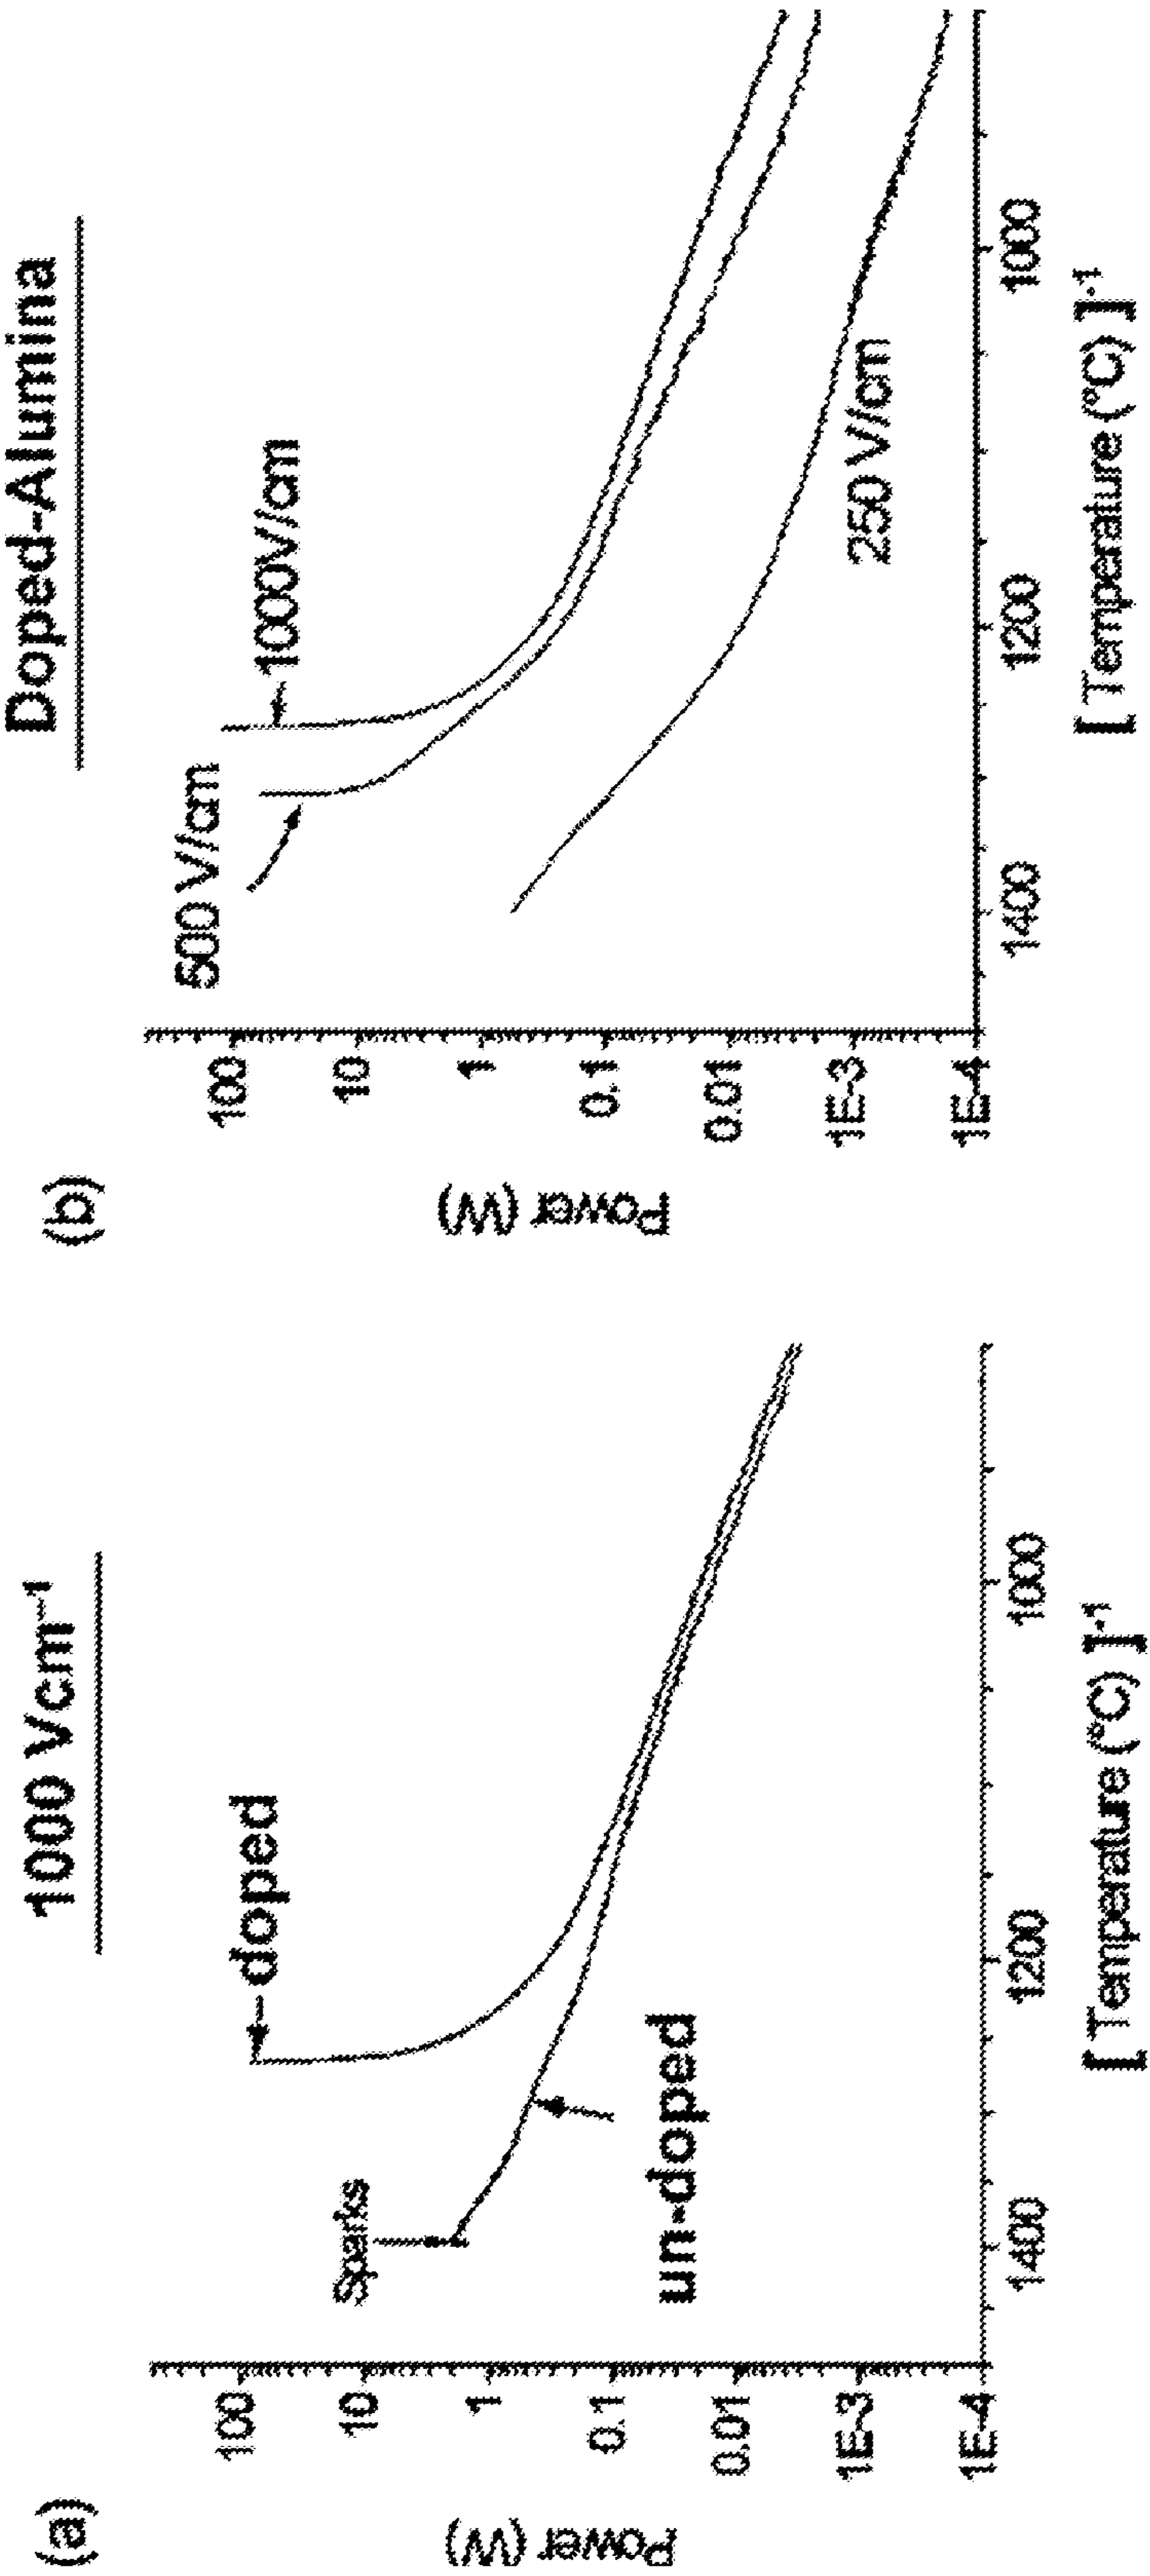 (a)
1000 Vcm⁻¹
Power (W)
100
10
1
0.1
0.01
1E-3
1E-4
Sparks
doped
un-doped
1400
1200
1000
[ Temperature (°C) ]⁻¹
(b)
Doped-Alumina
Power (W)
100
10
1
0.1
0.01
1E-3
1E-4
500 V/cm
1000V/cm
250 V/cm
1400
1200
1000
[ Temperature (°C) ]⁻¹